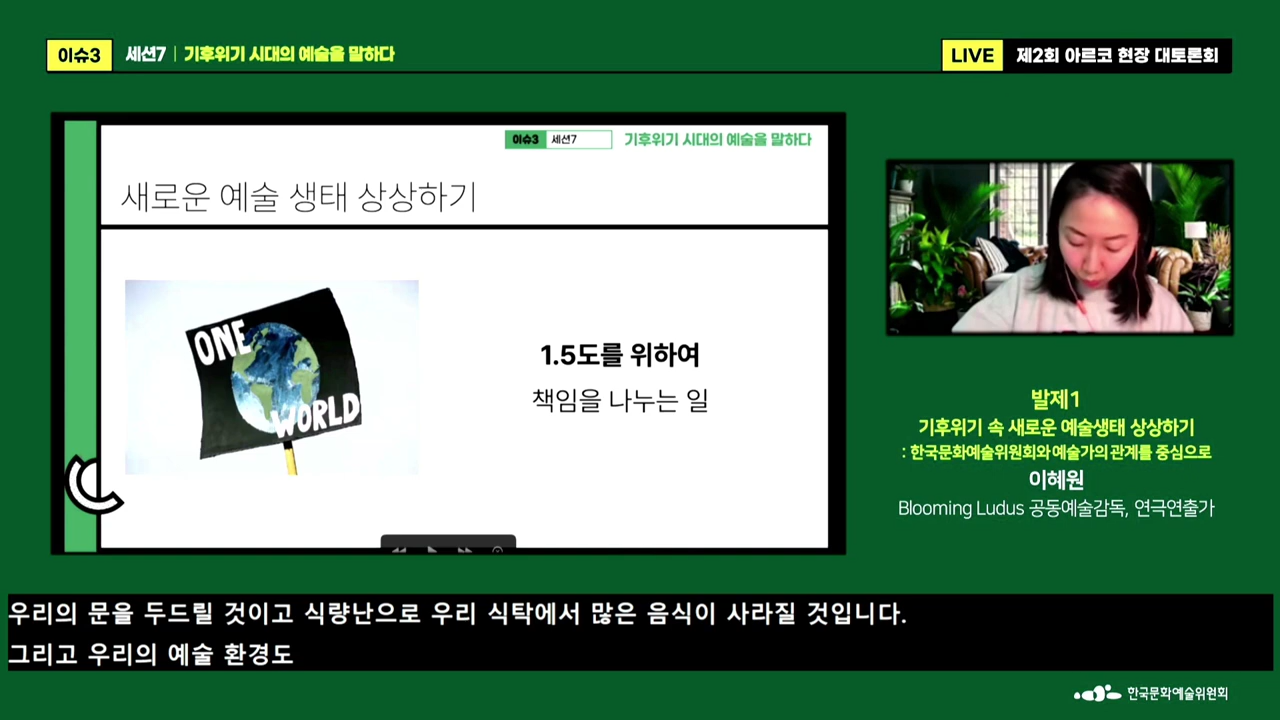 이슈3 세션7 | 기후위기 시대의 예술을 말하다
LIVE 제2회 아르코 현장 대토론회
이슈3 세션7 기후위기 시대의 예술을 말하다
새로운 예술 생태 상상하기
ONE
WORLD
1.5도를 위하여
책임을 나누는 일
발제1
기후위기 속 새로운 예술생태 상상하기
: 한국문화예술위원회와 예술가의 관계를 중심으로
이혜원
Blooming Ludus 공동예술감독, 연극연출가
우리의 문을 두드릴 것이고 식량난으로 우리 식탁에서 많은 음식이 사라질 것입니다.
그리고 우리의 예술 환경도
한국문화예술위원회